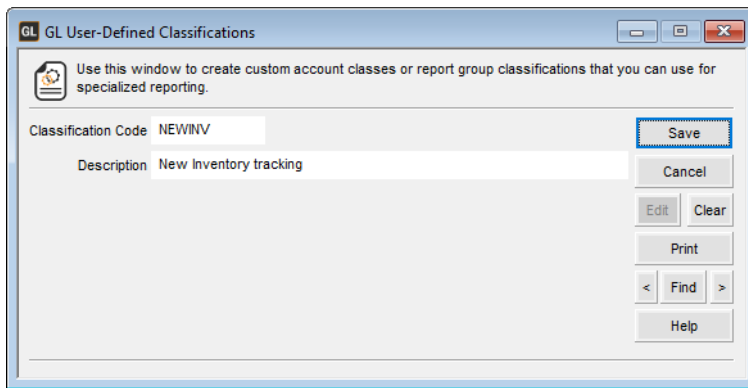 GL GL User-Defined Classifications
Use this window to create custom account classes or report group classifications that you can use for
specialized reporting.
Classification Code NEWINV
Save
Description New Inventory tracking
Cancel
Edit Clear
Print
< Find >
Help